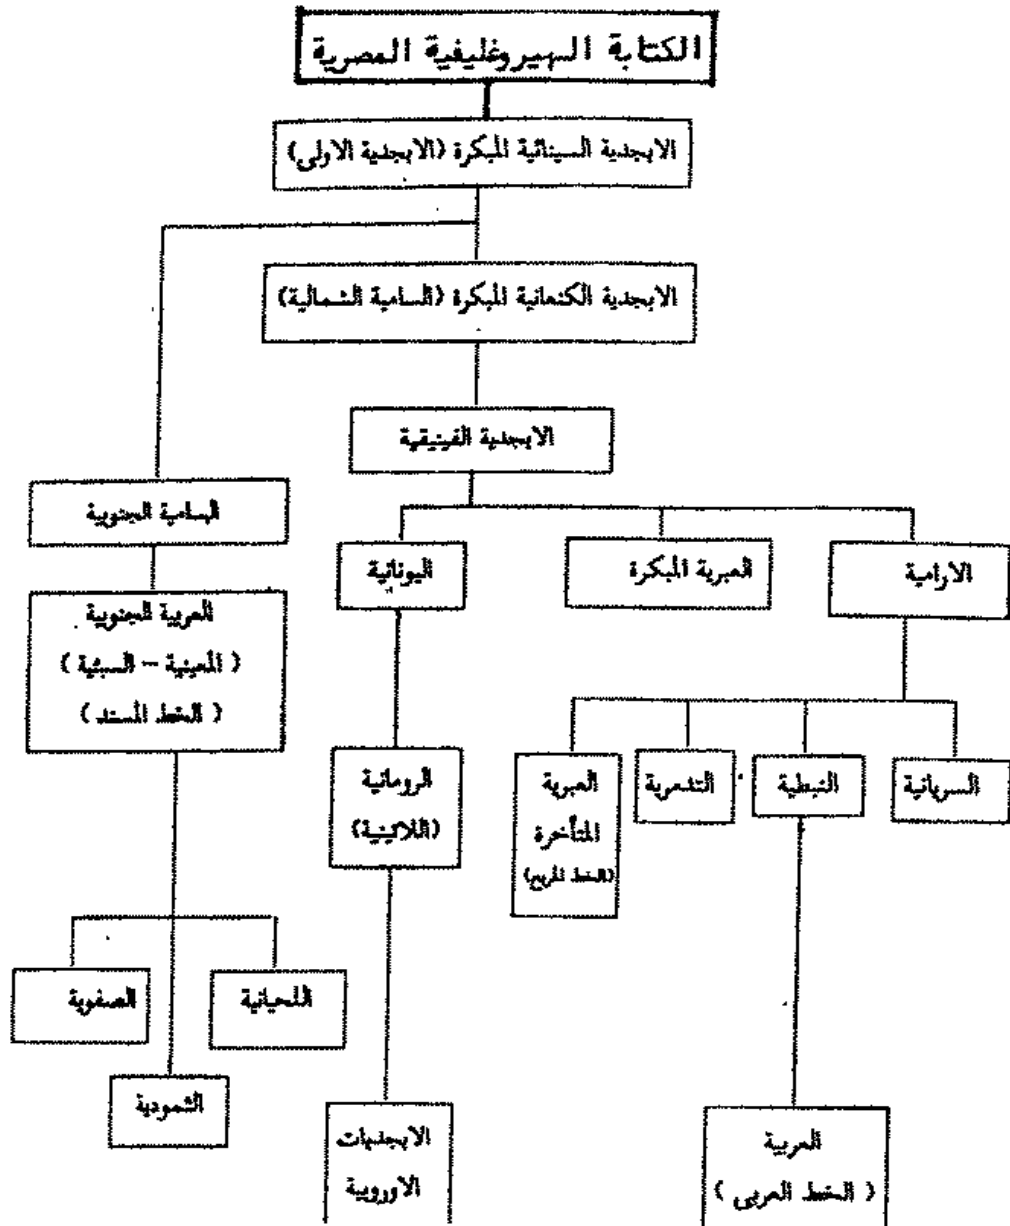 الكتابة الهيروغليفية المصرية
الابجدية السينائية المبكرة (الابجدية الاولى)
الابجدية الكنعانية المبكرة (السامية الشمالية)
الابجدية الفينيقية
السامية الجنوبية
الارامية
العبرية المبكرة
اليونانية
العربية الجنوبية
( المعينية - السبئية )
( الخط المسند )
السريانية
النبطية
التدمرية
العبرية
المتأخرة
(الخط المربع)
الرومانية
(اللاتينية)
اللحيانية
الصفوية
الثمودية
العربية
( الخط العربى )
الابجديات
الاوروبية